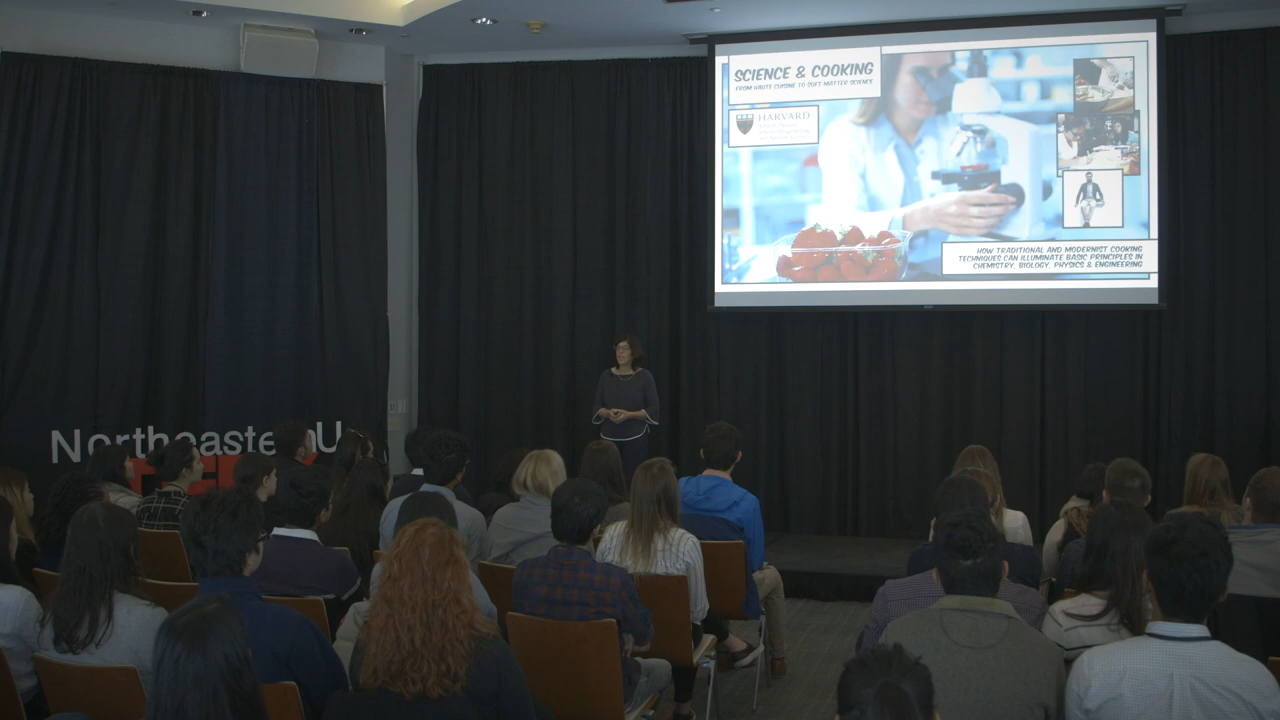 SCIENCE & COOKING
FROM HAUTE CUISINE TO SOFT MATTER SCIENCE
HARVARD
HOW TRADITIONAL AND MODERNIST COOKING
TECHNIQUES CAN ILLUMINATE BASIC PRINCIPLES IN
CHEMISTRY, BIOLOGY, PHYSICS & ENGINEERING
NortheasternU